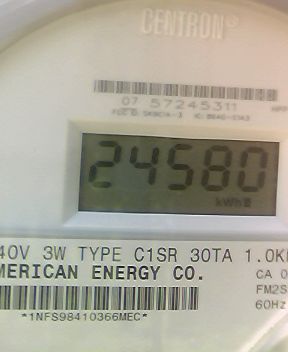 CENTRON®
07 57245311
24580
kWh
40V 3W TYPE C1SR 30TA 1.0K
MERICAN ENERGY CO.
CA 0
FM2S
60Hz
*1NFS98410366MEC*